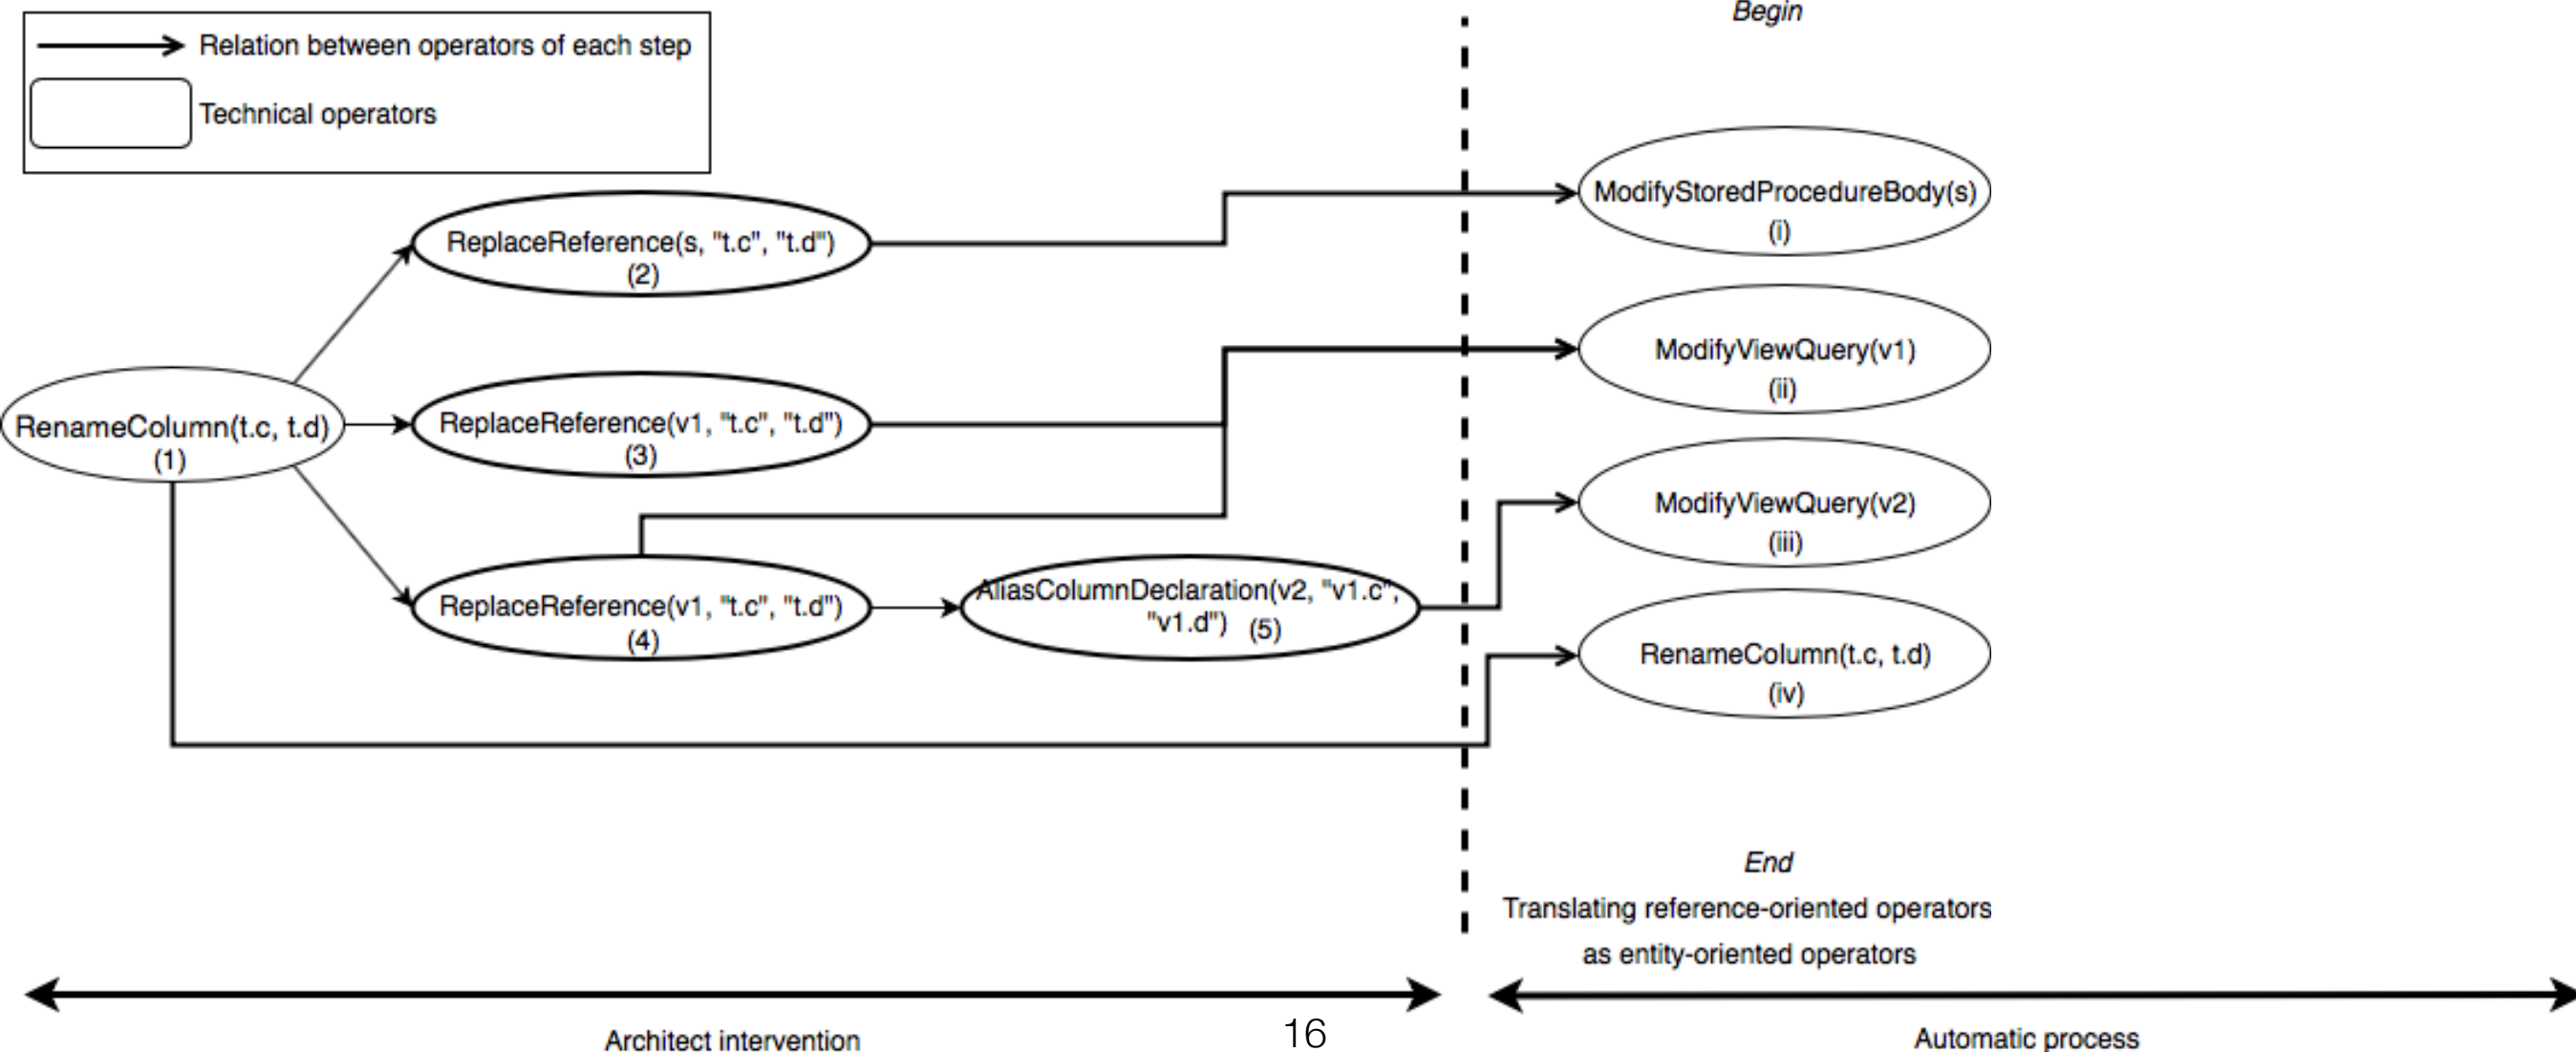 Begin
Relation between operators of each step
Technical operators
ModifyStoredProcedureBody(s)
(i)
ReplaceReference(s, "t.c", "t.d")
(2)
ModifyViewQuery(v1)
(ii)
RenameColumn(t.c, t.d)
(1)
ReplaceReference(v1, "t.c", "t.d")
(3)
ModifyViewQuery(v2)
(iii)
ReplaceReference(v1, "t.c", "t.d")
(4)
AliasColumnDeclaration(v2, "v1.c",
"v1.d") (5)
RenameColumn(t.c, t.d)
(iv)
End
Translating reference-oriented operators
as entity-oriented operators
Architect intervention
16
Automatic process